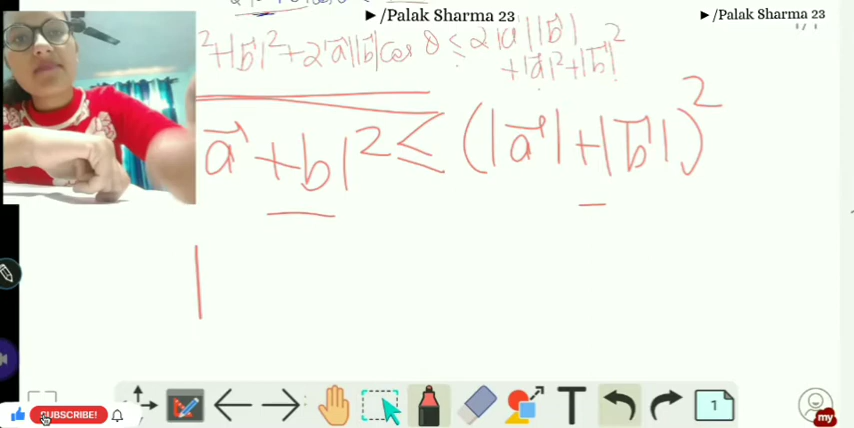 ►/Palak Sharma 23
►/Palak Sharma 23
²+|b⃗|²+2|a⃗||b⃗|cos θ ≤ 2|a⃗||b⃗|
+|a⃗|²+|b⃗|²
a⃗ + b|² ≤ (|a⃗|+|b⃗|)²
|
T
1
SUBSCRIBE!
my